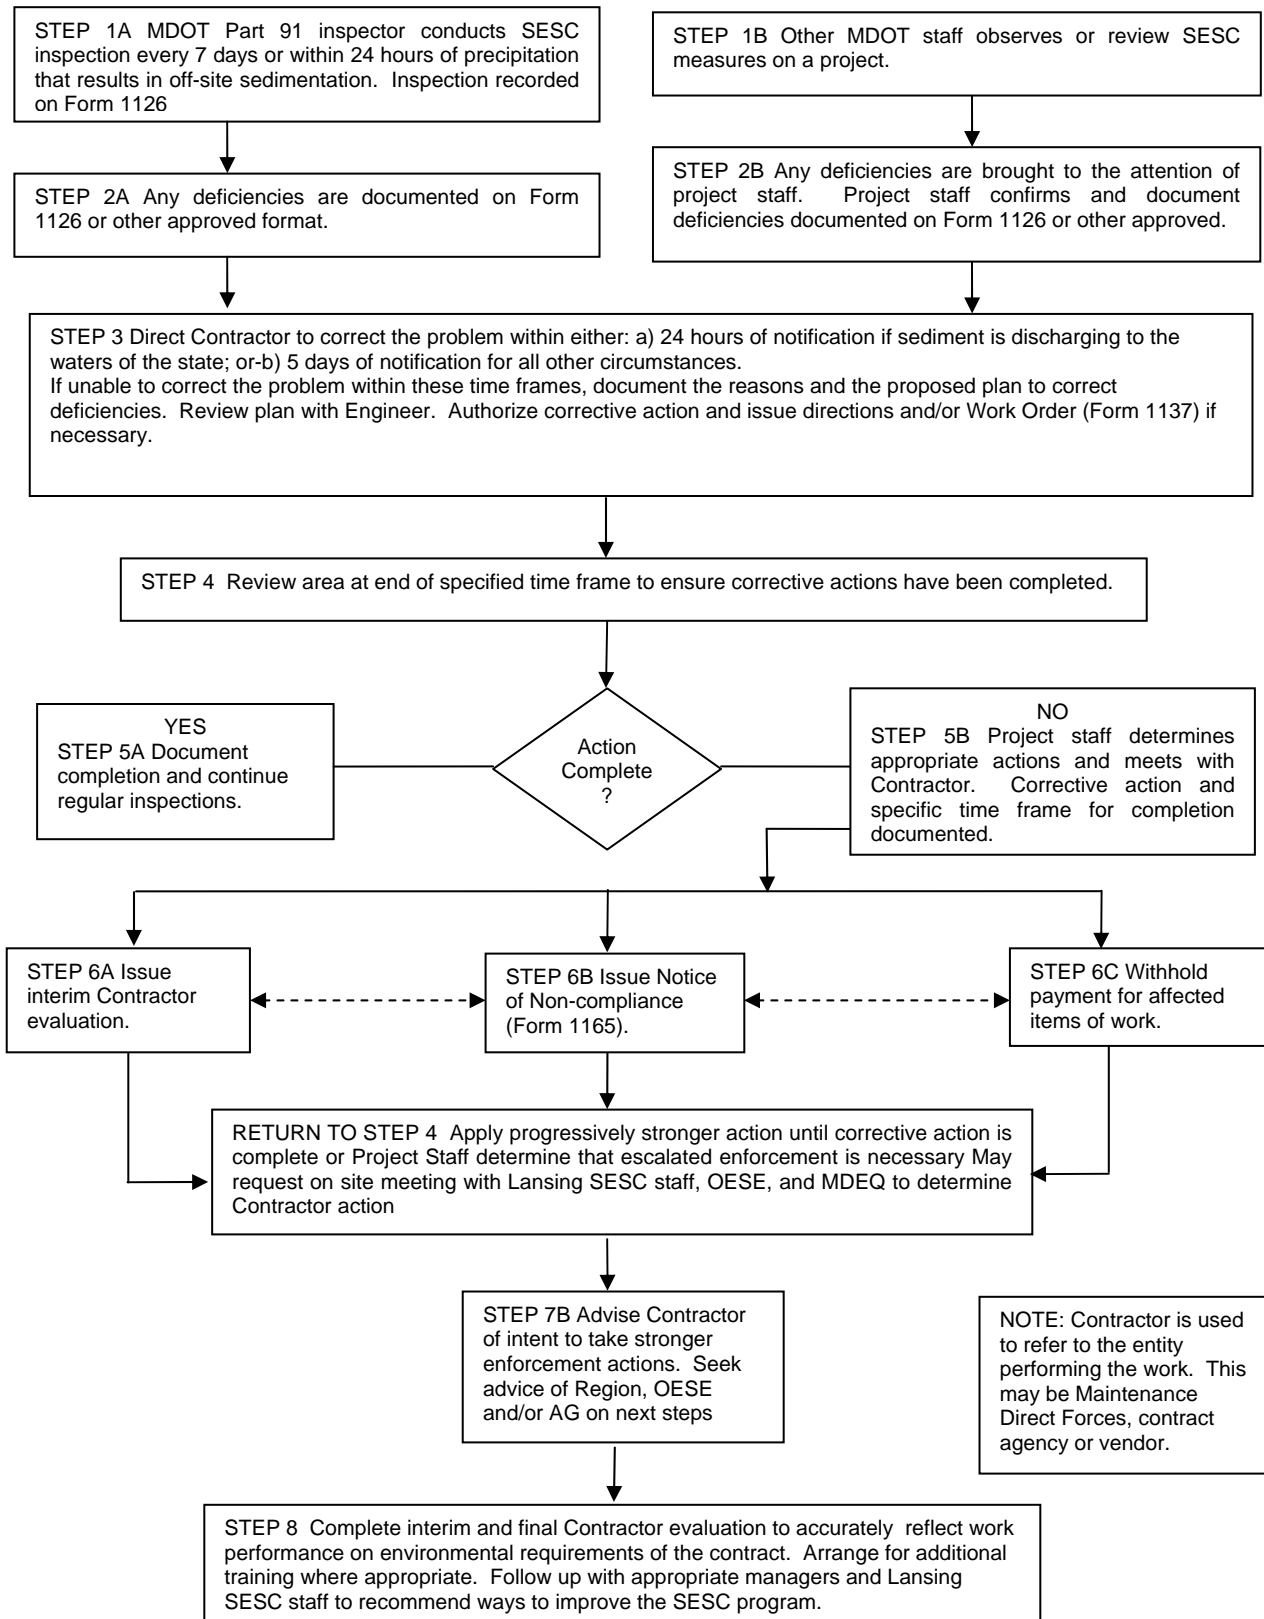 STEP 1A MDOT Part 91 inspector conducts SESC
inspection every 7 days or within 24 hours of precipitation
that results in off-site sedimentation. Inspection recorded
on Form 1126
STEP 1B Other MDOT staff observes or review SESC
measures on a project.
STEP 2A Any deficiencies are documented on Form
1126 or other approved format.
STEP 2B Any deficiencies are brought to the attention of
project staff. Project staff confirms and document
deficiencies documented on Form 1126 or other approved.
STEP 3 Direct Contractor to correct the problem within either: a) 24 hours of notification if sediment is discharging to the
waters of the state; or-b) 5 days of notification for all other circumstances.
If unable to correct the problem within these time frames, document the reasons and the proposed plan to correct
deficiencies. Review plan with Engineer. Authorize corrective action and issue directions and/or Work Order (Form 1137) if
necessary.
STEP 4 Review area at end of specified time frame to ensure corrective actions have been completed.
YES
STEP 5A Document
completion and continue
regular inspections.
Action
Complete
?
NO
STEP 5B Project staff determines
appropriate actions and meets with
Contractor. Corrective action and
specific time frame for completion
documented.
STEP 6A Issue
interim Contractor
evaluation.
STEP 6B Issue Notice
of Non-compliance
(Form 1165).
STEP 6C Withhold
payment for affected
items of work.
RETURN TO STEP 4 Apply progressively stronger action until corrective action is
complete or Project Staff determine that escalated enforcement is necessary May
request on site meeting with Lansing SESC staff, OESE, and MDEQ to determine
Contractor action
STEP 7B Advise Contractor
of intent to take stronger
enforcement actions. Seek
advice of Region, OESE
and/or AG on next steps
NOTE: Contractor is used
to refer to the entity
performing the work. This
may be Maintenance
Direct Forces, contract
agency or vendor.
STEP 8 Complete interim and final Contractor evaluation to accurately reflect work
performance on environmental requirements of the contract. Arrange for additional
training where appropriate. Follow up with appropriate managers and Lansing
SESC staff to recommend ways to improve the SESC program.